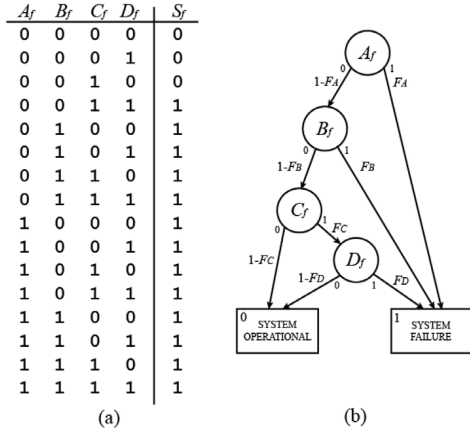 Af Bf Cf Df Sf
0 0 0 0 0
0 0 0 1 0
0 0 1 0 0
0 0 1 1 1
0 1 0 0 1
0 1 0 1 1
0 1 1 0 1
0 1 1 1 1
1 0 0 0 1
1 0 0 1 1
1 0 1 0 1
1 0 1 1 1
1 1 0 0 1
1 1 0 1 1
1 1 1 0 1
1 1 1 1 1
(a)
Af
0 1
1-FA FA
Bf
0 1
1-FB FB
Cf
0 1
FC
1-FC
Df
1-FD FD
0 1
0 SYSTEM
OPERATIONAL
1 SYSTEM
FAILURE
(b)